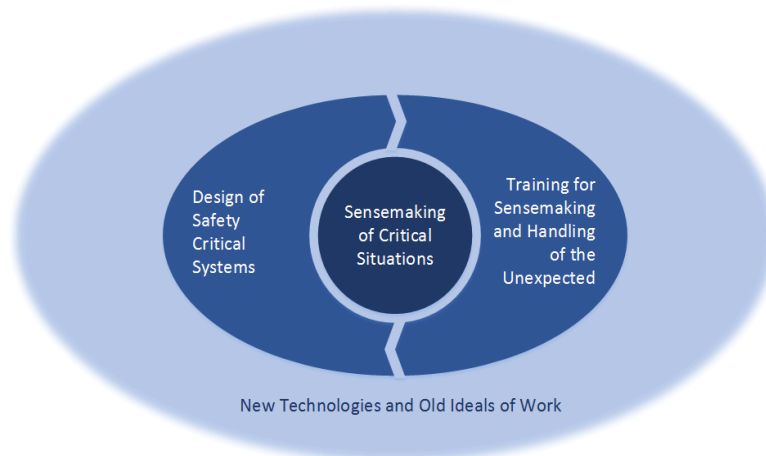 Design of
Safety
Critical
Systems
Sensemaking
of Critical
Situations
Training for
Sensemaking
and Handling
of the
Unexpected
New Technologies and Old Ideals of Work